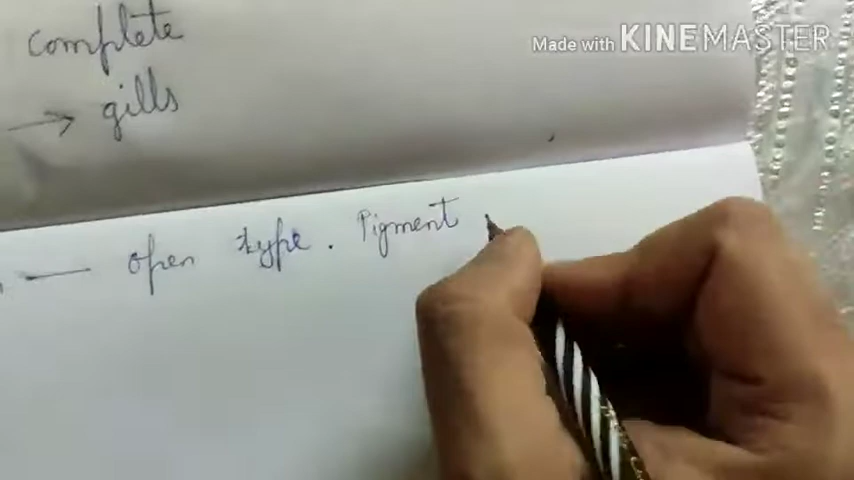 Made with KINEMASTER
complete
→ gills
— open type. Pigment